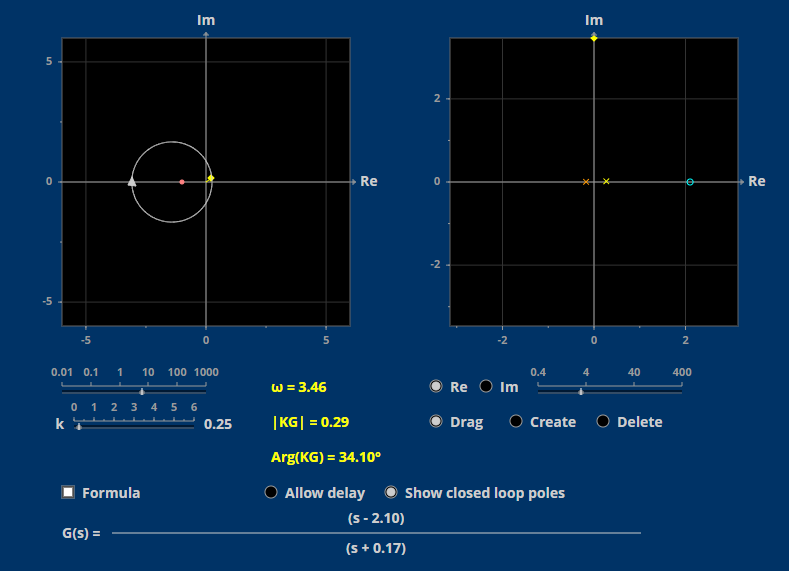 Im
Im
5
0
-5
Re
-5 0 5
2
0
-2
Re
-2 0 2
0.01 0.1 1 10 100 1000
ω = 3.46
Re Im
0.4 4 40 400
0 1 2 3 4 5 6
k 0.25
|KG| = 0.29
Drag Create Delete
Arg(KG) = 34.10º
Formula
Allow delay Show closed loop poles
(s - 2.10)
G(s) =
(s + 0.17)